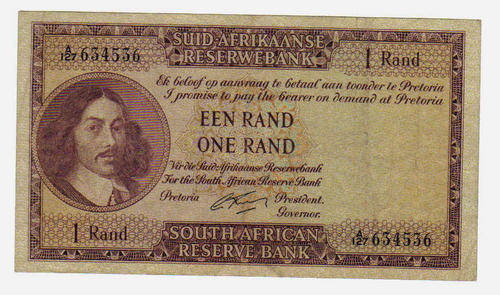 SUID-AFRIKAANSE
RESERWEBANK
A/127 634536
1 Rand
Ek beloof op aanvraag te betaal aan toonder te Pretoria
I promise to pay the bearer on demand at Pretoria
EEN RAND
ONE RAND
Vir die Suid-Afrikaanse Reserwebank
For the South African Reserve Bank
Pretoria President.
Governor.
1 Rand
SOUTH AFRICAN
RESERVE BANK
A/127 634536